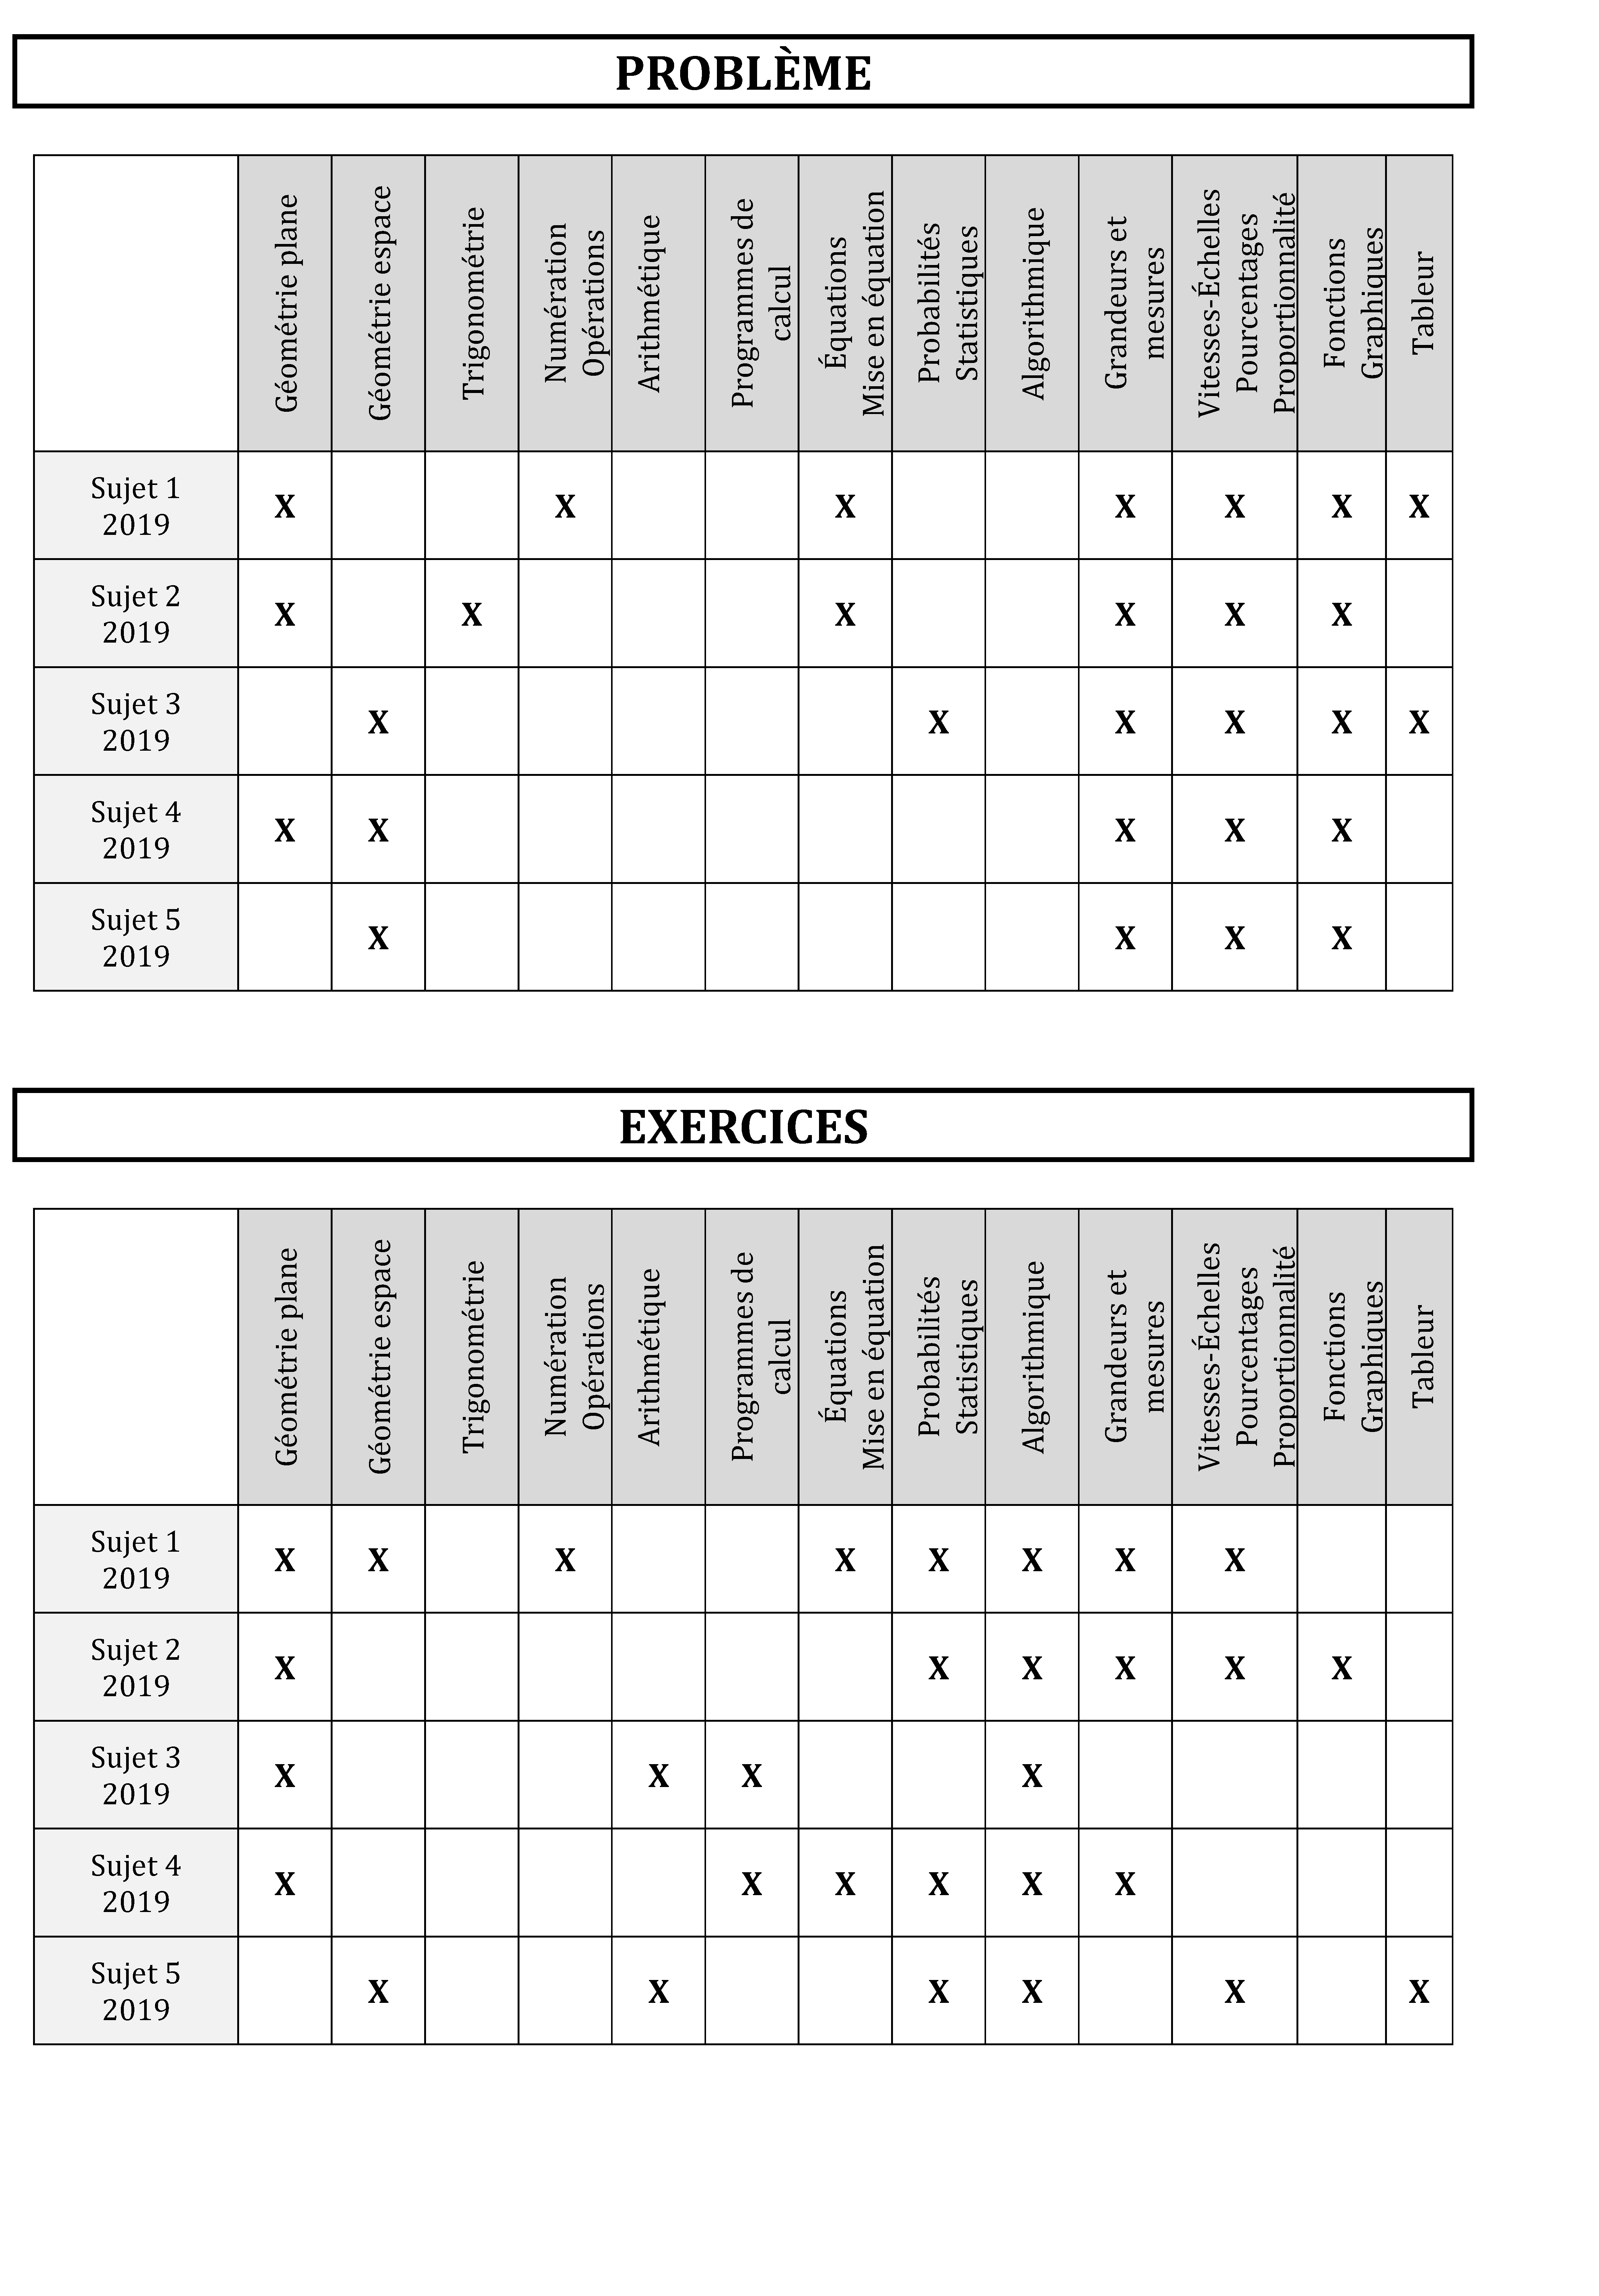 PROBLÈME
Géométrie plane
Géométrie espace
Trigonométrie
Numération
Opérations
Arithmétique
Programmes de
calcul
Équations
Mise en équation
Probabilités
Statistiques
Algorithmique
Grandeurs et
mesures
Vitesses-Échelles
Pourcentages
Proportionnalité
Fonctions
Graphiques
Tableur
Sujet 1
2019
x x x x x x x
Sujet 2
2019
x x x x x x
Sujet 3
2019
x x x x x x
Sujet 4
2019
x x x x x
Sujet 5
2019
x x x x
EXERCICES
Géométrie plane
Géométrie espace
Trigonométrie
Numération
Opérations
Arithmétique
Programmes de
calcul
Équations
Mise en équation
Probabilités
Statistiques
Algorithmique
Grandeurs et
mesures
Vitesses-Échelles
Pourcentages
Proportionnalité
Fonctions
Graphiques
Tableur
Sujet 1
2019
x x x x x x x x
Sujet 2
2019
x x x x x x
Sujet 3
2019
x x x x
Sujet 4
2019
x x x x x x
Sujet 5
2019
x x x x x x